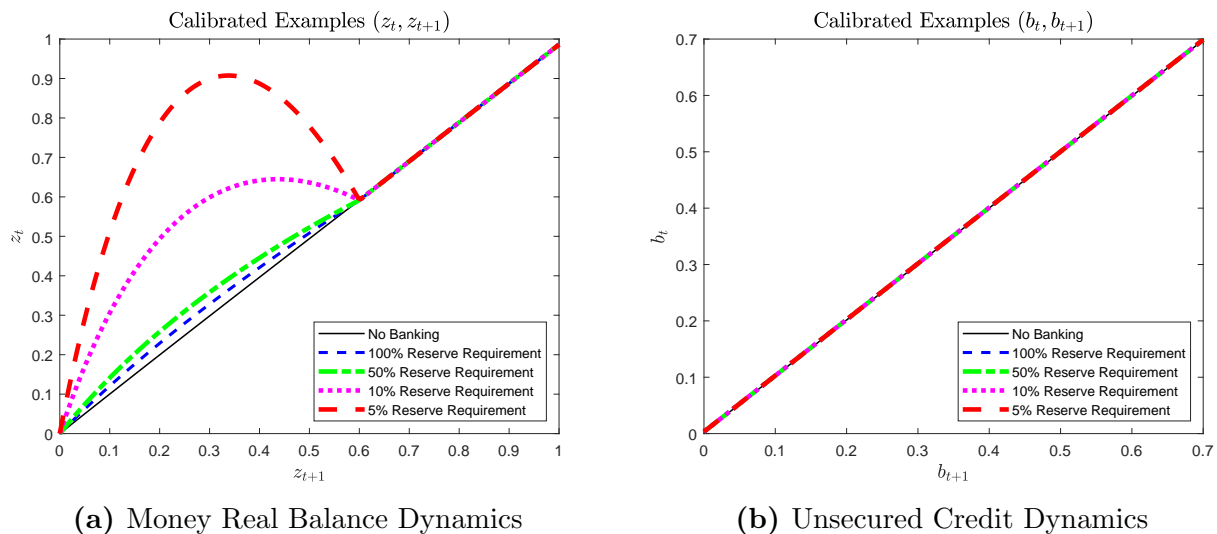 Calibrated Examples (z_t, z_{t+1})
1
0.9
0.8
0.7
0.6
0.5
0.4
0.3
0.2
0.1
0
z_t
No Banking
100% Reserve Requirement
50% Reserve Requirement
10% Reserve Requirement
5% Reserve Requirement
0 0.1 0.2 0.3 0.4 0.5 0.6 0.7 0.8 0.9 1
z_{t+1}
(a) Money Real Balance Dynamics
Calibrated Examples (b_t, b_{t+1})
0.7
0.6
0.5
0.4
0.3
0.2
0.1
0
b_t
No Banking
100% Reserve Requirement
50% Reserve Requirement
10% Reserve Requirement
5% Reserve Requirement
0 0.1 0.2 0.3 0.4 0.5 0.6 0.7
b_{t+1}
(b) Unsecured Credit Dynamics